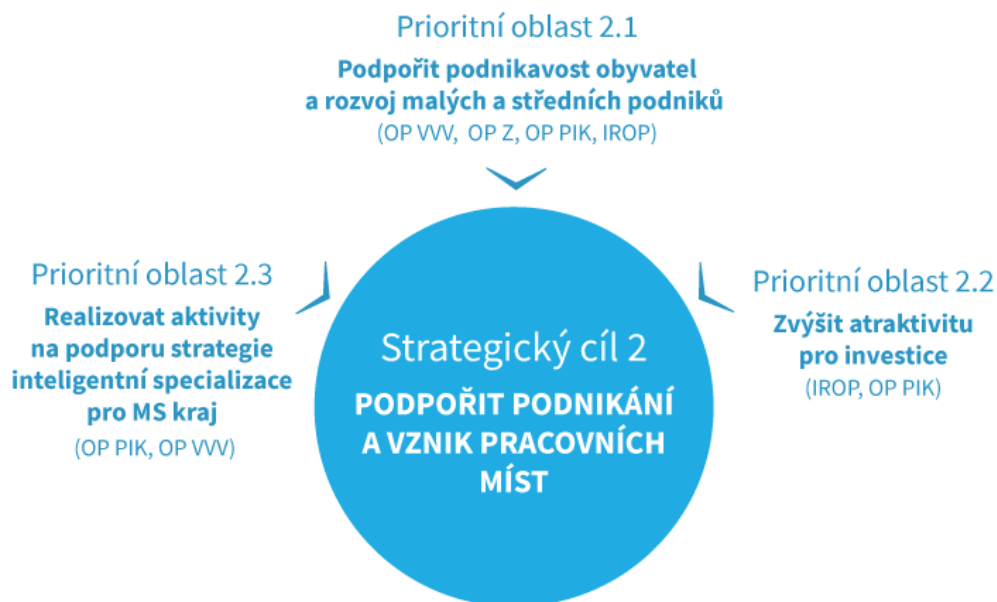 Prioritní oblast 2.1
Podpořit podnikavost obyvatel
a rozvoj malých a středních podniků
(OP VVV, OP Z, OP PIK, IROP)
Prioritní oblast 2.3
Realizovat aktivity
na podporu strategie
inteligentní specializace
pro MS kraj
(OP PIK, OP VVV)
Strategický cíl 2
PODPOŘIT PODNIKÁNÍ
A VZNIK PRACOVNÍCH
MÍST
Prioritní oblast 2.2
Zvýšit atraktivitu
pro investice
(IROP, OP PIK)